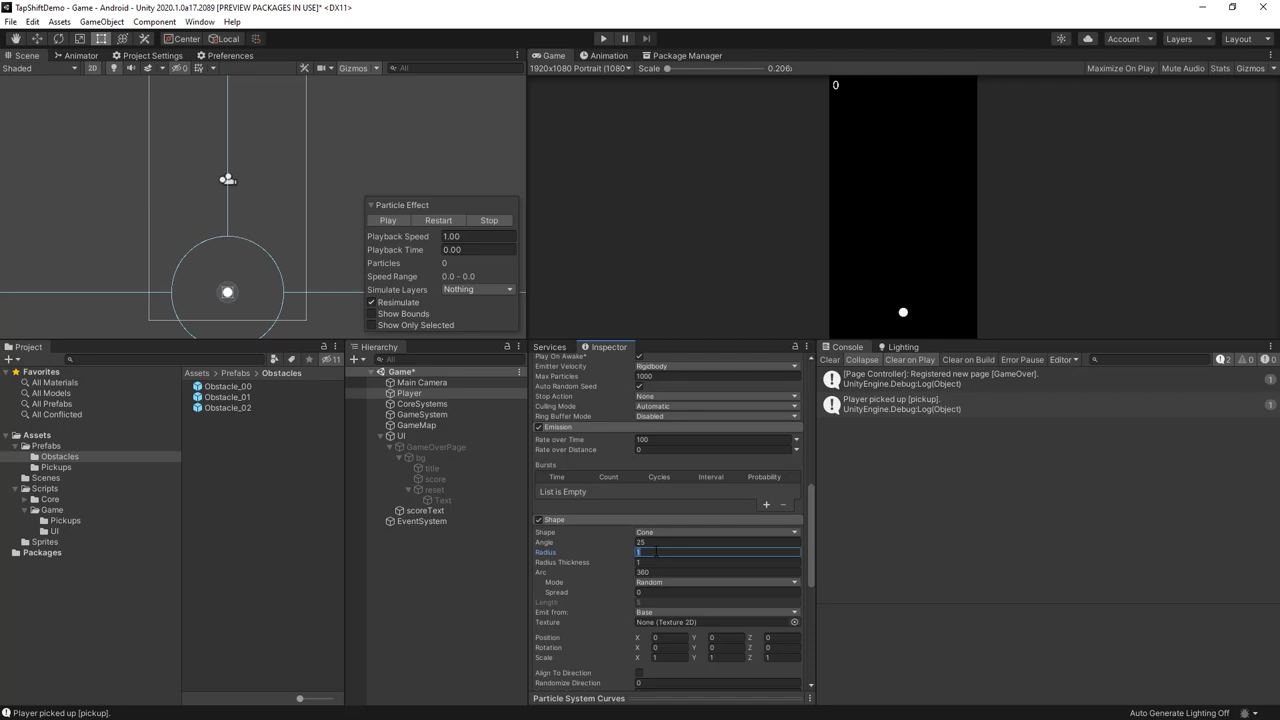 TapShiftDemo - Game - Android - Unity 2020.1.0a17.2089 [PREVIEW PACKAGES IN USE]* <DX11>
File Edit Assets GameObject Component Window Help
Center Local Account Layers Layout
Scene Animator Project Settings Preferences
Shaded 2D 0 Gizmos All
Game Animation Package Manager
1920x1080 Portrait (1080 Scale 0.206 Maximize On Play Mute Audio Stats Gizmos
0
Particle Effect
Play Restart Stop
Playback Speed 1.00
Playback Time 0.00
Particles 0
Speed Range 0.0 - 0.0
Simulate Layers Nothing
Resimulate
Show Bounds
Show Only Selected
Project
11
Favorites
All Materials
All Models
All Prefabs
All Conflicted
Assets
Prefabs
Obstacles
Pickups
Scenes
Scripts
Core
Game
Pickups
UI
Sprites
Packages
Assets > Prefabs > Obstacles
Obstacle_00
Obstacle_01
Obstacle_02
Hierarchy
All
Game*
Main Camera
Player
CoreSystems
GameSystem
GameMap
UI
GameOverPage
bg
title
score
reset
Text
scoreText
EventSystem
Services Inspector
Play On Awake*
Emitter Velocity Rigidbody
Max Particles 1000
Auto Random Seed
Stop Action None
Culling Mode Automatic
Ring Buffer Mode Disabled
Emission
Rate over Time 100
Rate over Distance 0
Bursts
Time Count Cycles Interval Probability
List is Empty
Shape
Shape Cone
Angle 25
Radius 1
Radius Thickness 1
Arc 360
Mode Random
Spread 0
Length 5
Emit from: Base
Texture None (Texture 2D)
Position X 0 Y 0 Z 0
Rotation X 0 Y 0 Z 0
Scale X 1 Y 1 Z 1
Align To Direction
Randomize Direction 0
Particle System Curves
Console Lighting
Clear Collapse Clear on Play Clear on Build Error Pause Editor 2 0 0
[Page Controller]: Registered new page [GameOver].
UnityEngine.Debug:Log(Object)
1
Player picked up [pickup].
UnityEngine.Debug:Log(Object)
1
Player picked up [pickup].
Auto Generate Lighting Off